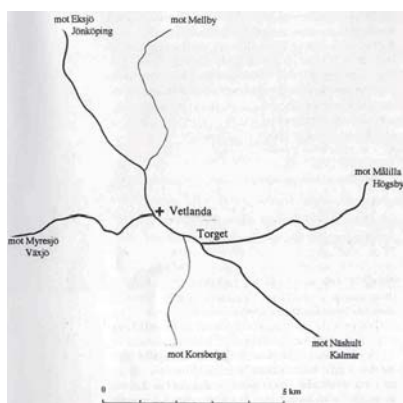 mot Eksjö
Jönköping
mot Mellby
mot Målilla
Högsby
Vetlanda
Torget
mot Myresjö
Växjö
mot Näshult
Kalmar
mot Korsberga
0
5 km